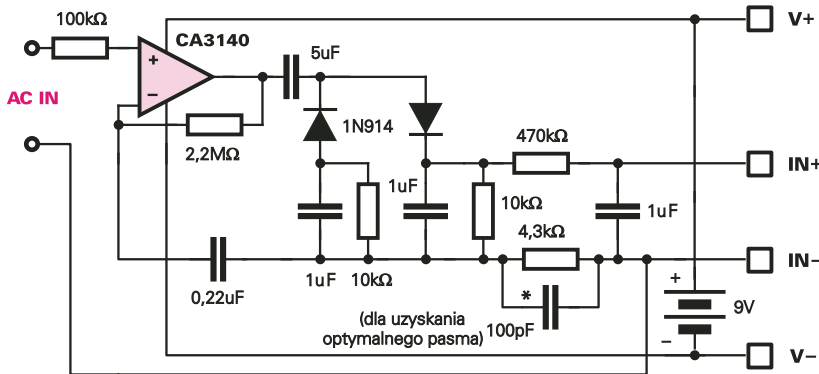 100kΩ
CA3140
V+
5uF
+
AC IN
−
1N914
470kΩ
2,2MΩ
IN+
1uF
10kΩ
1uF
4,3kΩ
IN−
1uF
10kΩ
0,22uF
*
+
9V
(dla uzyskania
optymalnego pasma)
100pF
−
V−